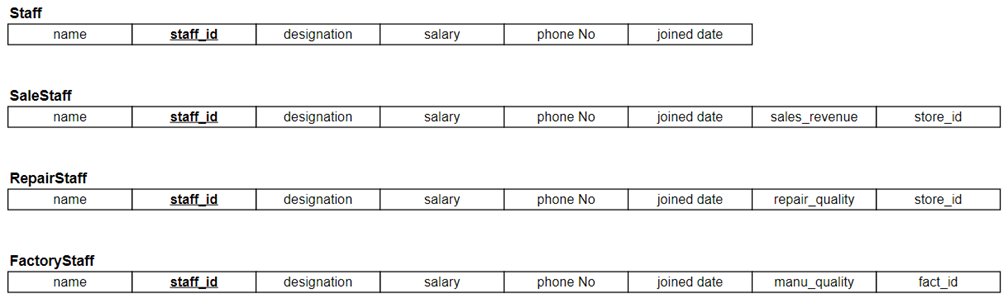 Staff
name staff_id designation salary phone No joined date
SaleStaff
name staff_id designation salary phone No joined date sales_revenue store_id
RepairStaff
name staff_id designation salary phone No joined date repair_quality store_id
FactoryStaff
name staff_id designation salary phone No joined date manu_quality fact_id